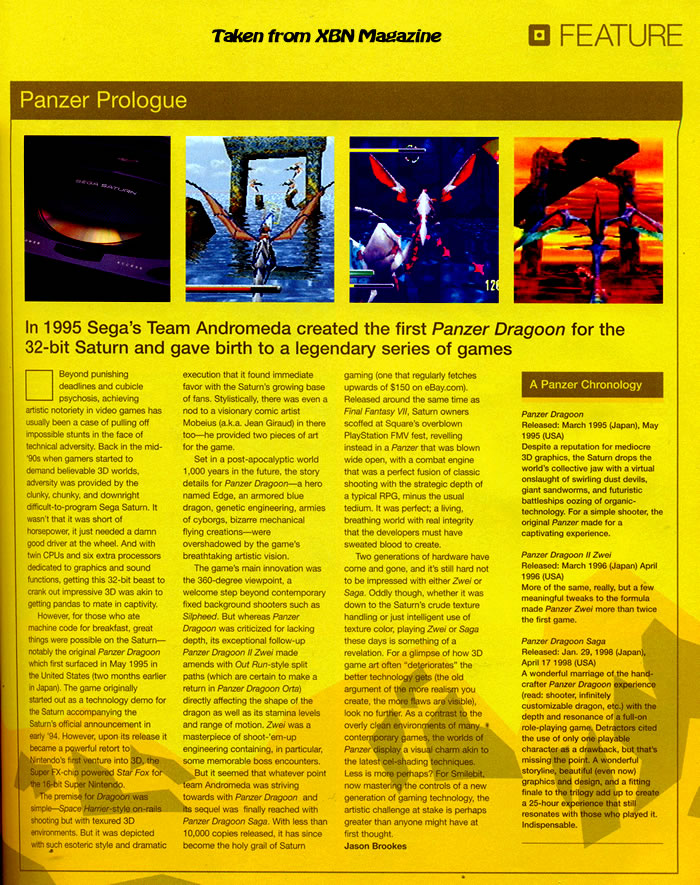 Taken from XBN Magazine
FEATURE
Panzer Prologue
SEGA SATURN
ACCESS
126
In 1995 Sega's Team Andromeda created the first Panzer Dragoon for the
32-bit Saturn and gave birth to a legendary series of games
Beyond punishing
deadlines and cubicle
psychosis, achieving
artistic notoriety in video games has
usually been a case of pulling off
impossible stunts in the face of
technical adversity. Back in the mid-
'90s when gamers started to
demand believable 3D worlds,
adversity was provided by the
clunky, chunky, and downright
difficult-to-program Sega Saturn. It
wasn't that it was short of
horsepower, it just needed a damn
good driver at the wheel. And with
twin CPUs and six extra processors
dedicated to graphics and sound
functions, getting this 32-bit beast to
crank out impressive 3D was akin to
getting pandas to mate in captivity.
However, for those who ate
machine code for breakfast, great
things were possible on the Saturn—
notably the original Panzer Dragoon
which first surfaced in May 1995 in
the United States (two months earlier
in Japan). The game originally
started out as a technology demo for
the Saturn accompanying the
Saturn's official announcement in
early '94. However, upon its release it
became a powerful retort to
Nintendo's first venture into 3D, the
Super FX-chip powered Star Fox for
the 16-bit Super Nintendo.
The premise for Dragoon was
simple—Space Harrier-style on-rails
shooting but with texured 3D
environments. But it was depicted
with such esoteric style and dramatic
execution that it found immediate
favor with the Saturn's growing base
of fans. Stylistically, there was even a
nod to a visionary comic artist
Mobeius (a.k.a. Jean Giraud) in there
too—he provided two pieces of art
for the game.
Set in a post-apocalyptic world
1,000 years in the future, the story
details for Panzer Dragoon—a hero
named Edge, an armored blue
dragon, genetic engineering, armies
of cyborgs, bizarre mechanical
flying creations—were
overshadowed by the game's
breathtaking artistic vision.
The game's main innovation was
the 360-degree viewpoint, a
welcome step beyond contemporary
fixed background shooters such as
Silpheed. But whereas Panzer
Dragoon was criticized for lacking
depth, its exceptional follow-up
Panzer Dragoon II Zwei made
amends with Out Run-style split
paths (which are certain to make a
return in Panzer Dragoon Orta)
directly affecting the shape of the
dragon as well as its stamina levels
and range of motion. Zwei was a
masterpiece of shoot-'em-up
engineering containing, in particular,
some memorable boss encounters.
But it seemed that whatever point
team Andromeda was striving
towards with Panzer Dragoon and
its sequel was finally reached with
Panzer Dragoon Saga. With less than
10,000 copies released, it has since
become the holy grail of Saturn
gaming (one that regularly fetches
upwards of $150 on eBay.com).
Released around the same time as
Final Fantasy VII, Saturn owners
scoffed at Square's overblown
PlayStation FMV fest, revelling
instead in a Panzer that was blown
wide open, with a combat engine
that was a perfect fusion of classic
shooting with the strategic depth of
a typical RPG, minus the usual
tedium. It was perfect; a living,
breathing world with real integrity
that the developers must have
sweated blood to create.
Two generations of hardware have
come and gone, and it's still hard not
to be impressed with either Zwei or
Saga. Oddly though, whether it was
down to the Saturn's crude texture
handling or just intelligent use of
texture color, playing Zwei or Saga
these days is something of a
revelation. For a glimpse of how 3D
game art often "deteriorates" the
better technology gets (the old
argument of the more realism you
create, the more flaws are visible),
look no further. As a contrast to the
overly clean environments of many
contemporary games, the worlds of
Panzer display a visual charm akin to
the latest cel-shading techniques.
Less is more perhaps? For Smilebit,
now mastering the controls of a new
generation of gaming technology, the
artistic challenge at stake is perhaps
greater than anyone might have at
first thought.
Jason Brookes
A Panzer Chronology
Panzer Dragoon
Released: March 1995 (Japan), May
1995 (USA)
Despite a reputation for mediocre
3D graphics, the Saturn drops the
world's collective jaw with a virtual
onslaught of swirling dust devils,
giant sandworms, and futuristic
battleships oozing of organic-
technology. For a simple shooter, the
original Panzer made for a
captivating experience.
Panzer Dragoon II Zwei
Released: March 1996 (Japan) April
1996 (USA)
More of the same, really, but a few
meaningful tweaks to the formula
made Panzer Zwei more than twice
the first game.
Panzer Dragoon Saga
Released: Jan. 29, 1998 (Japan),
April 17 1998 (USA)
A wonderful marriage of the hand-
crafter Panzer Dragoon experience
(read: shooter, infinitely
customizable dragon, etc.) with the
depth and resonance of a full-on
role-playing game. Detractors cited
the use of only one playable
character as a drawback, but that's
missing the point. A wonderful
storyline, beautiful (even now)
graphics and design, and a fitting
finale to the trilogy add up to create
a 25-hour experience that still
resonates with those who played it.
Indispensable.